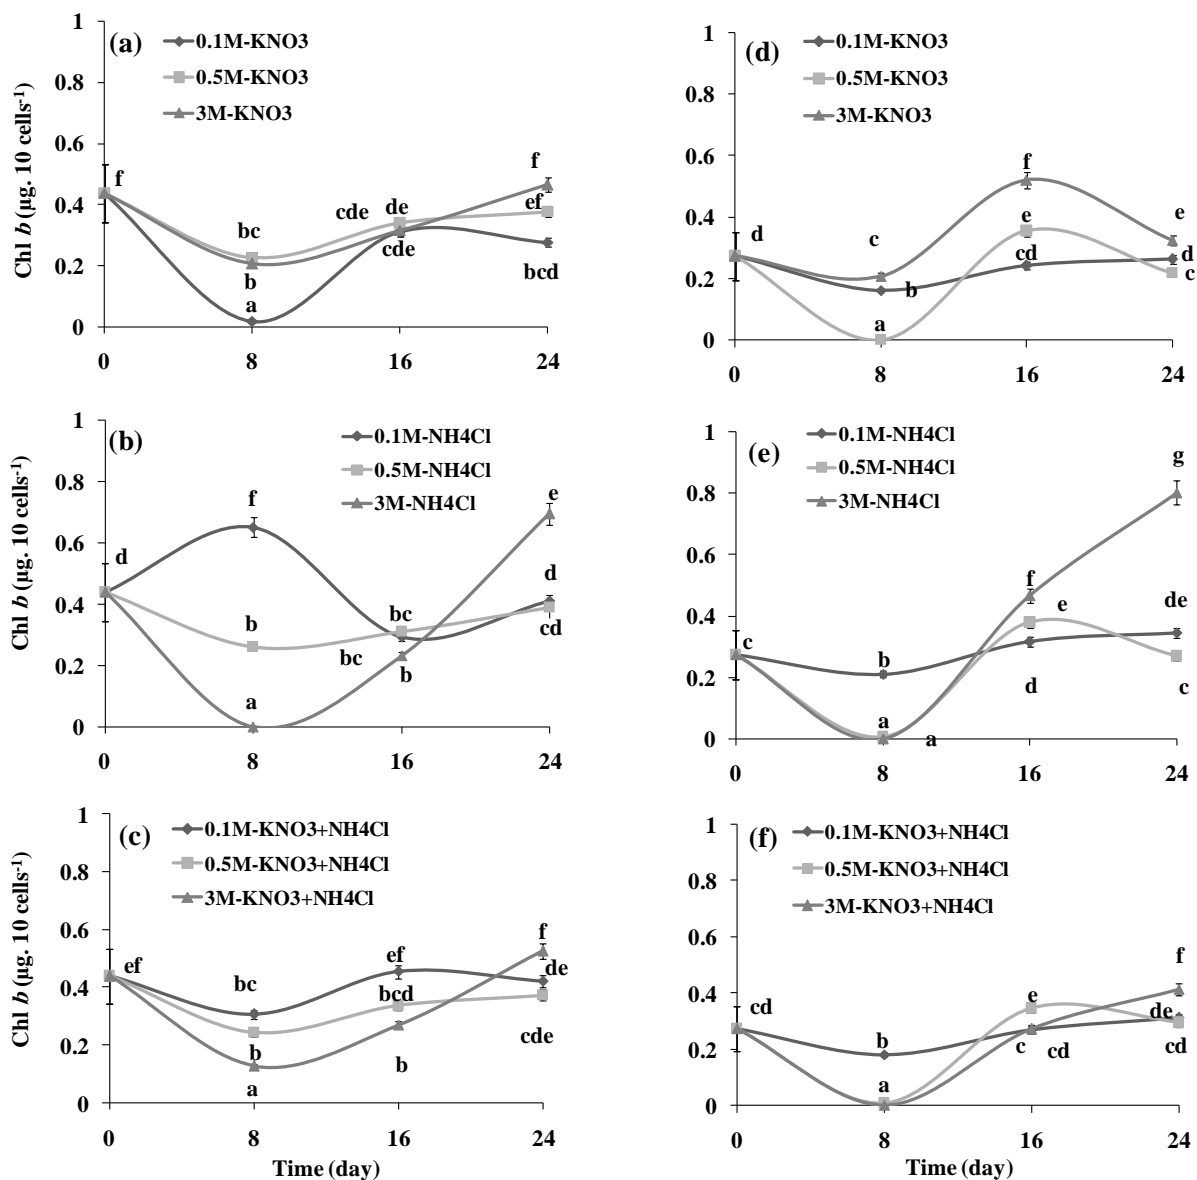 (a)
0.1M-KNO3
0.5M-KNO3
3M-KNO3
Chl b (µg. 10 cells-1)
1
0.8
0.6
0.4
0.2
0
f
bc
b
a
cde
de
cde
f
ef
bcd
0 8 16 24
(d)
0.1M-KNO3
0.5M-KNO3
3M-KNO3
1
0.8
0.6
0.4
0.2
0
d
c
b
a
f
e
cd
e
d
c
0 8 16 24
(b)
0.1M-NH4Cl
0.5M-NH4Cl
3M-NH4Cl
Chl b (µg. 10 cells-1)
1
0.8
0.6
0.4
0.2
0
d
f
b
a
bc
bc
b
e
d
cd
0 8 16 24
(e)
0.1M-NH4Cl
0.5M-NH4Cl
3M-NH4Cl
1
0.8
0.6
0.4
0.2
0
c
b
a
a
f
e
d
g
de
c
0 8 16 24
(c)
0.1M-KNO3+NH4Cl
0.5M-KNO3+NH4Cl
3M-KNO3+NH4Cl
Chl b (µg. 10 cells-1)
1
0.8
0.6
0.4
0.2
0
ef
bc
b
a
ef
bcd
b
f
de
cde
0 8 16 24
Time (day)
(f)
0.1M-KNO3+NH4Cl
0.5M-KNO3+NH4Cl
3M-KNO3+NH4Cl
1
0.8
0.6
0.4
0.2
0
cd
b
a
e
c
cd
f
de
cd
0 8 16 24
Time (day)